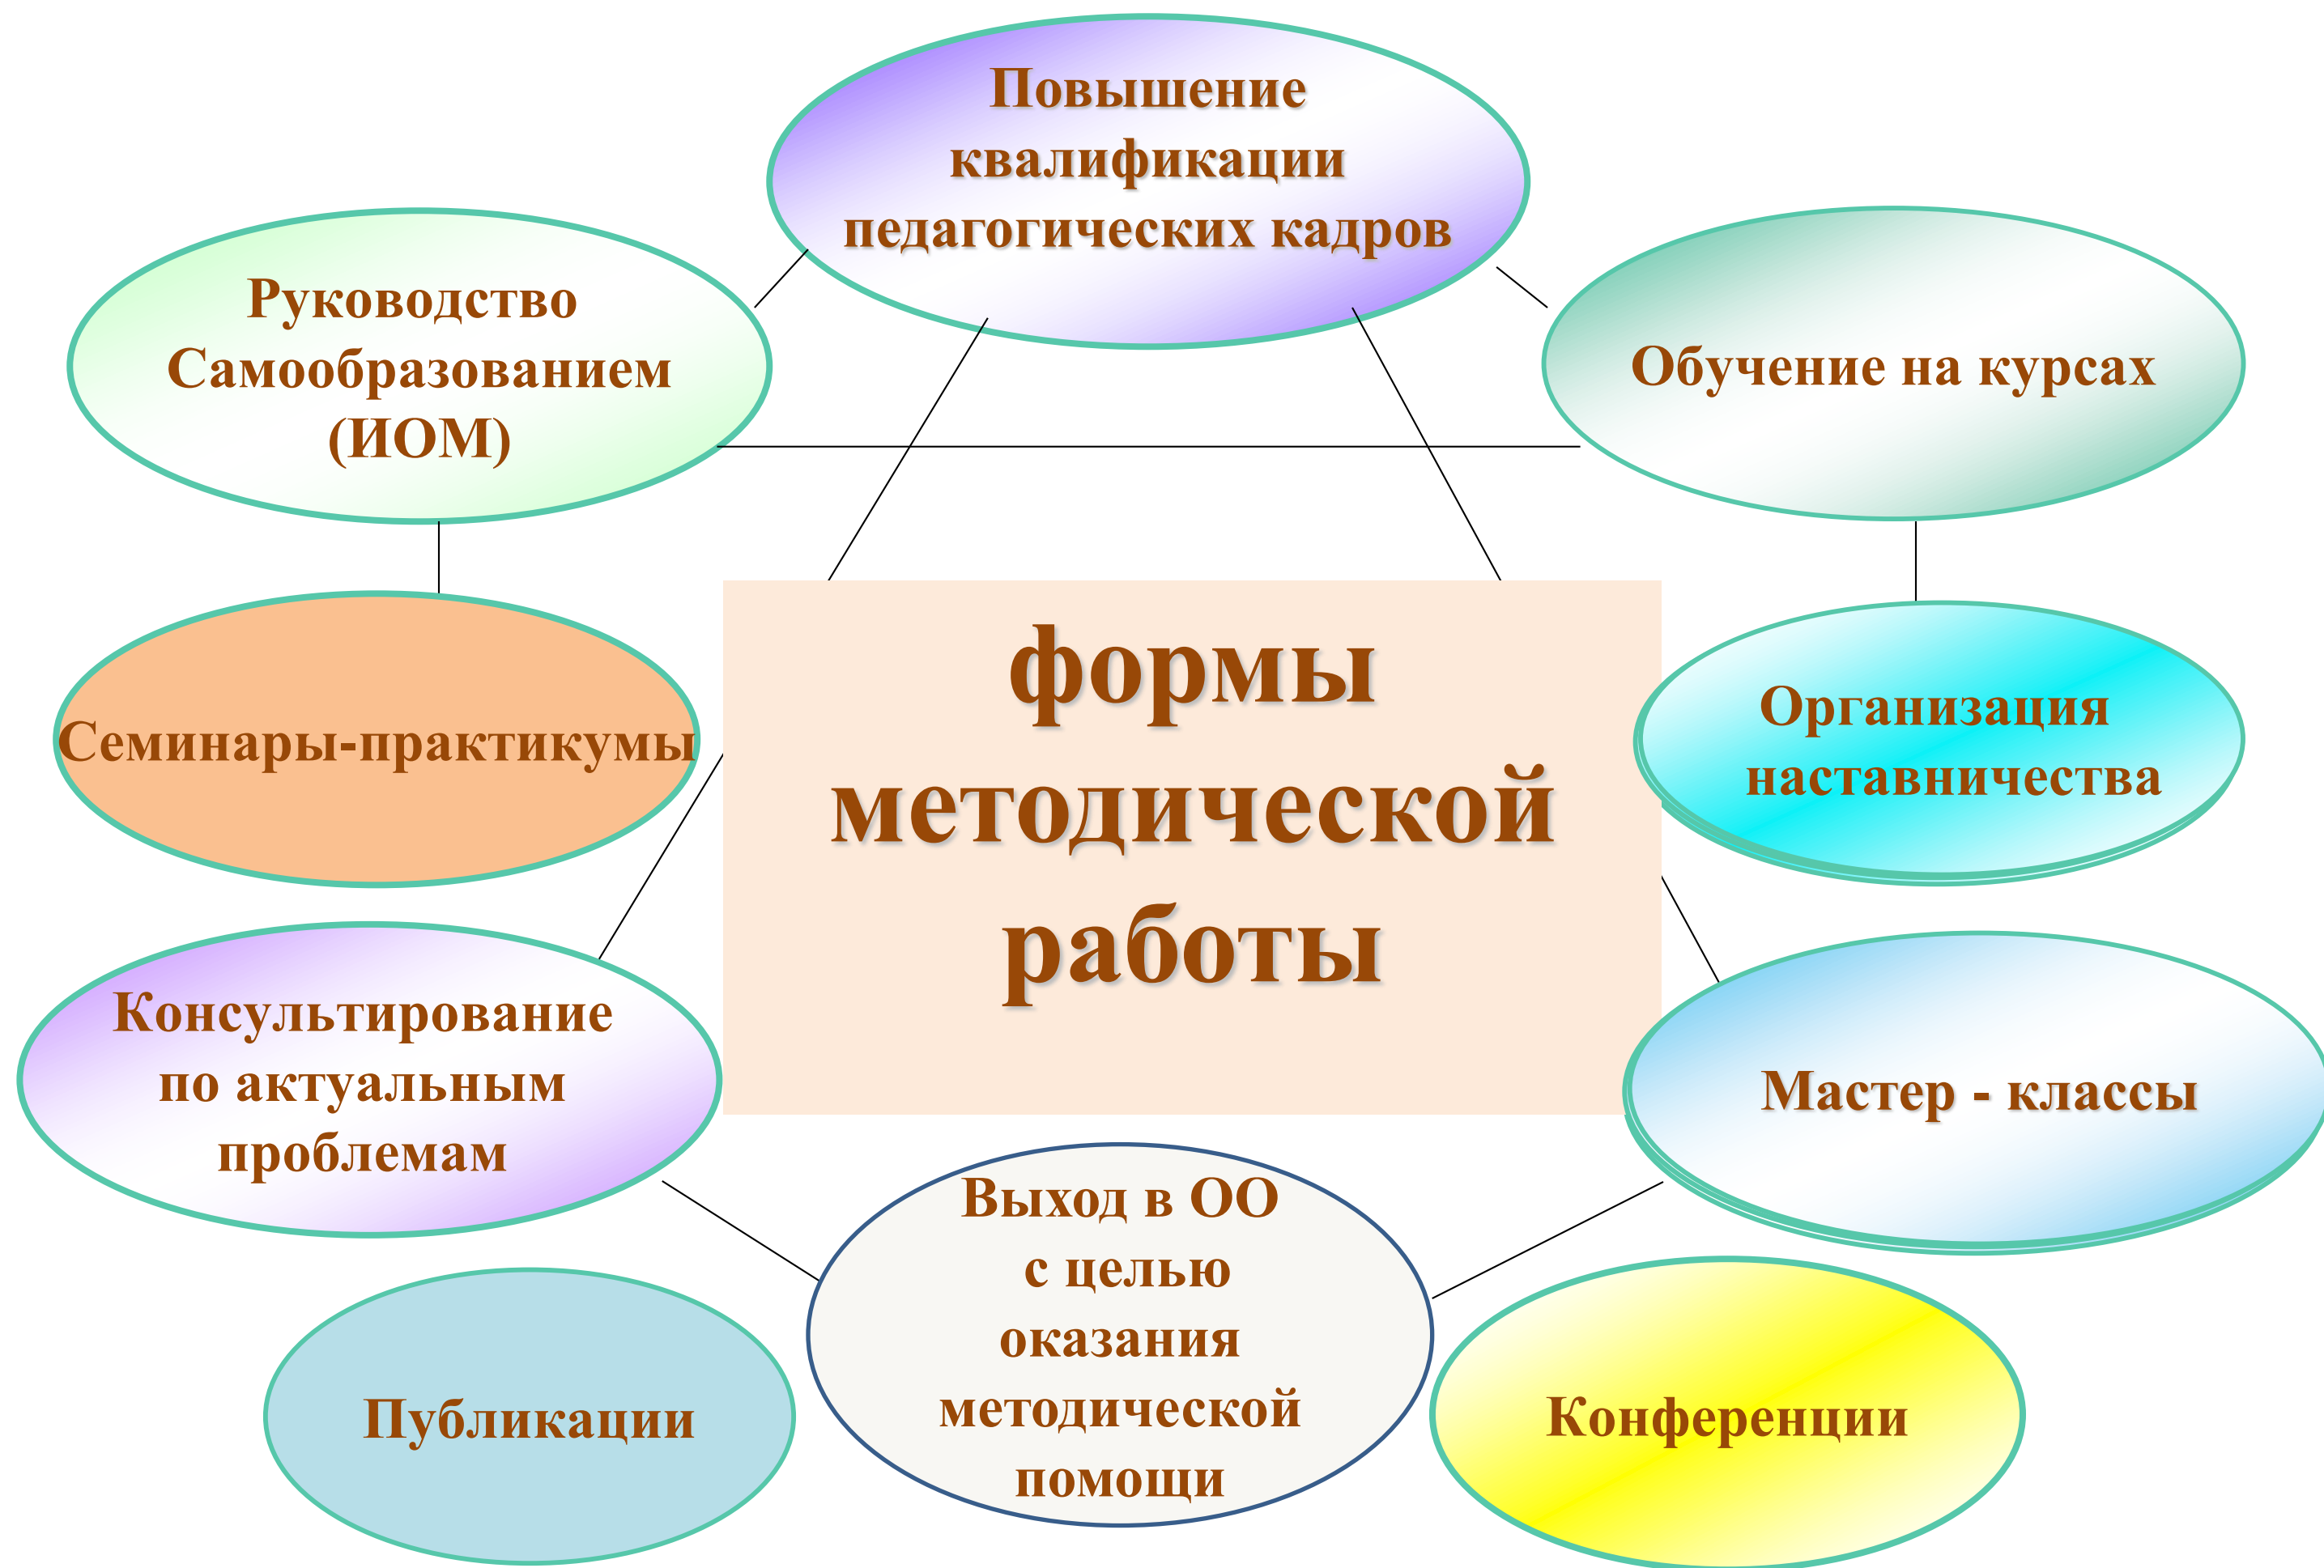 Повышение
квалификации
педагогических кадров
Руководство
Самообразованием
(ИОМ)
Обучение на курсах
формы
методической
работы
Семинары-практикумы
Организация
наставничества
Консультирование
по актуальным
проблемам
Мастер - классы
Выход в ОО
с целью
оказания
методической
помощи
Публикации
Конференции